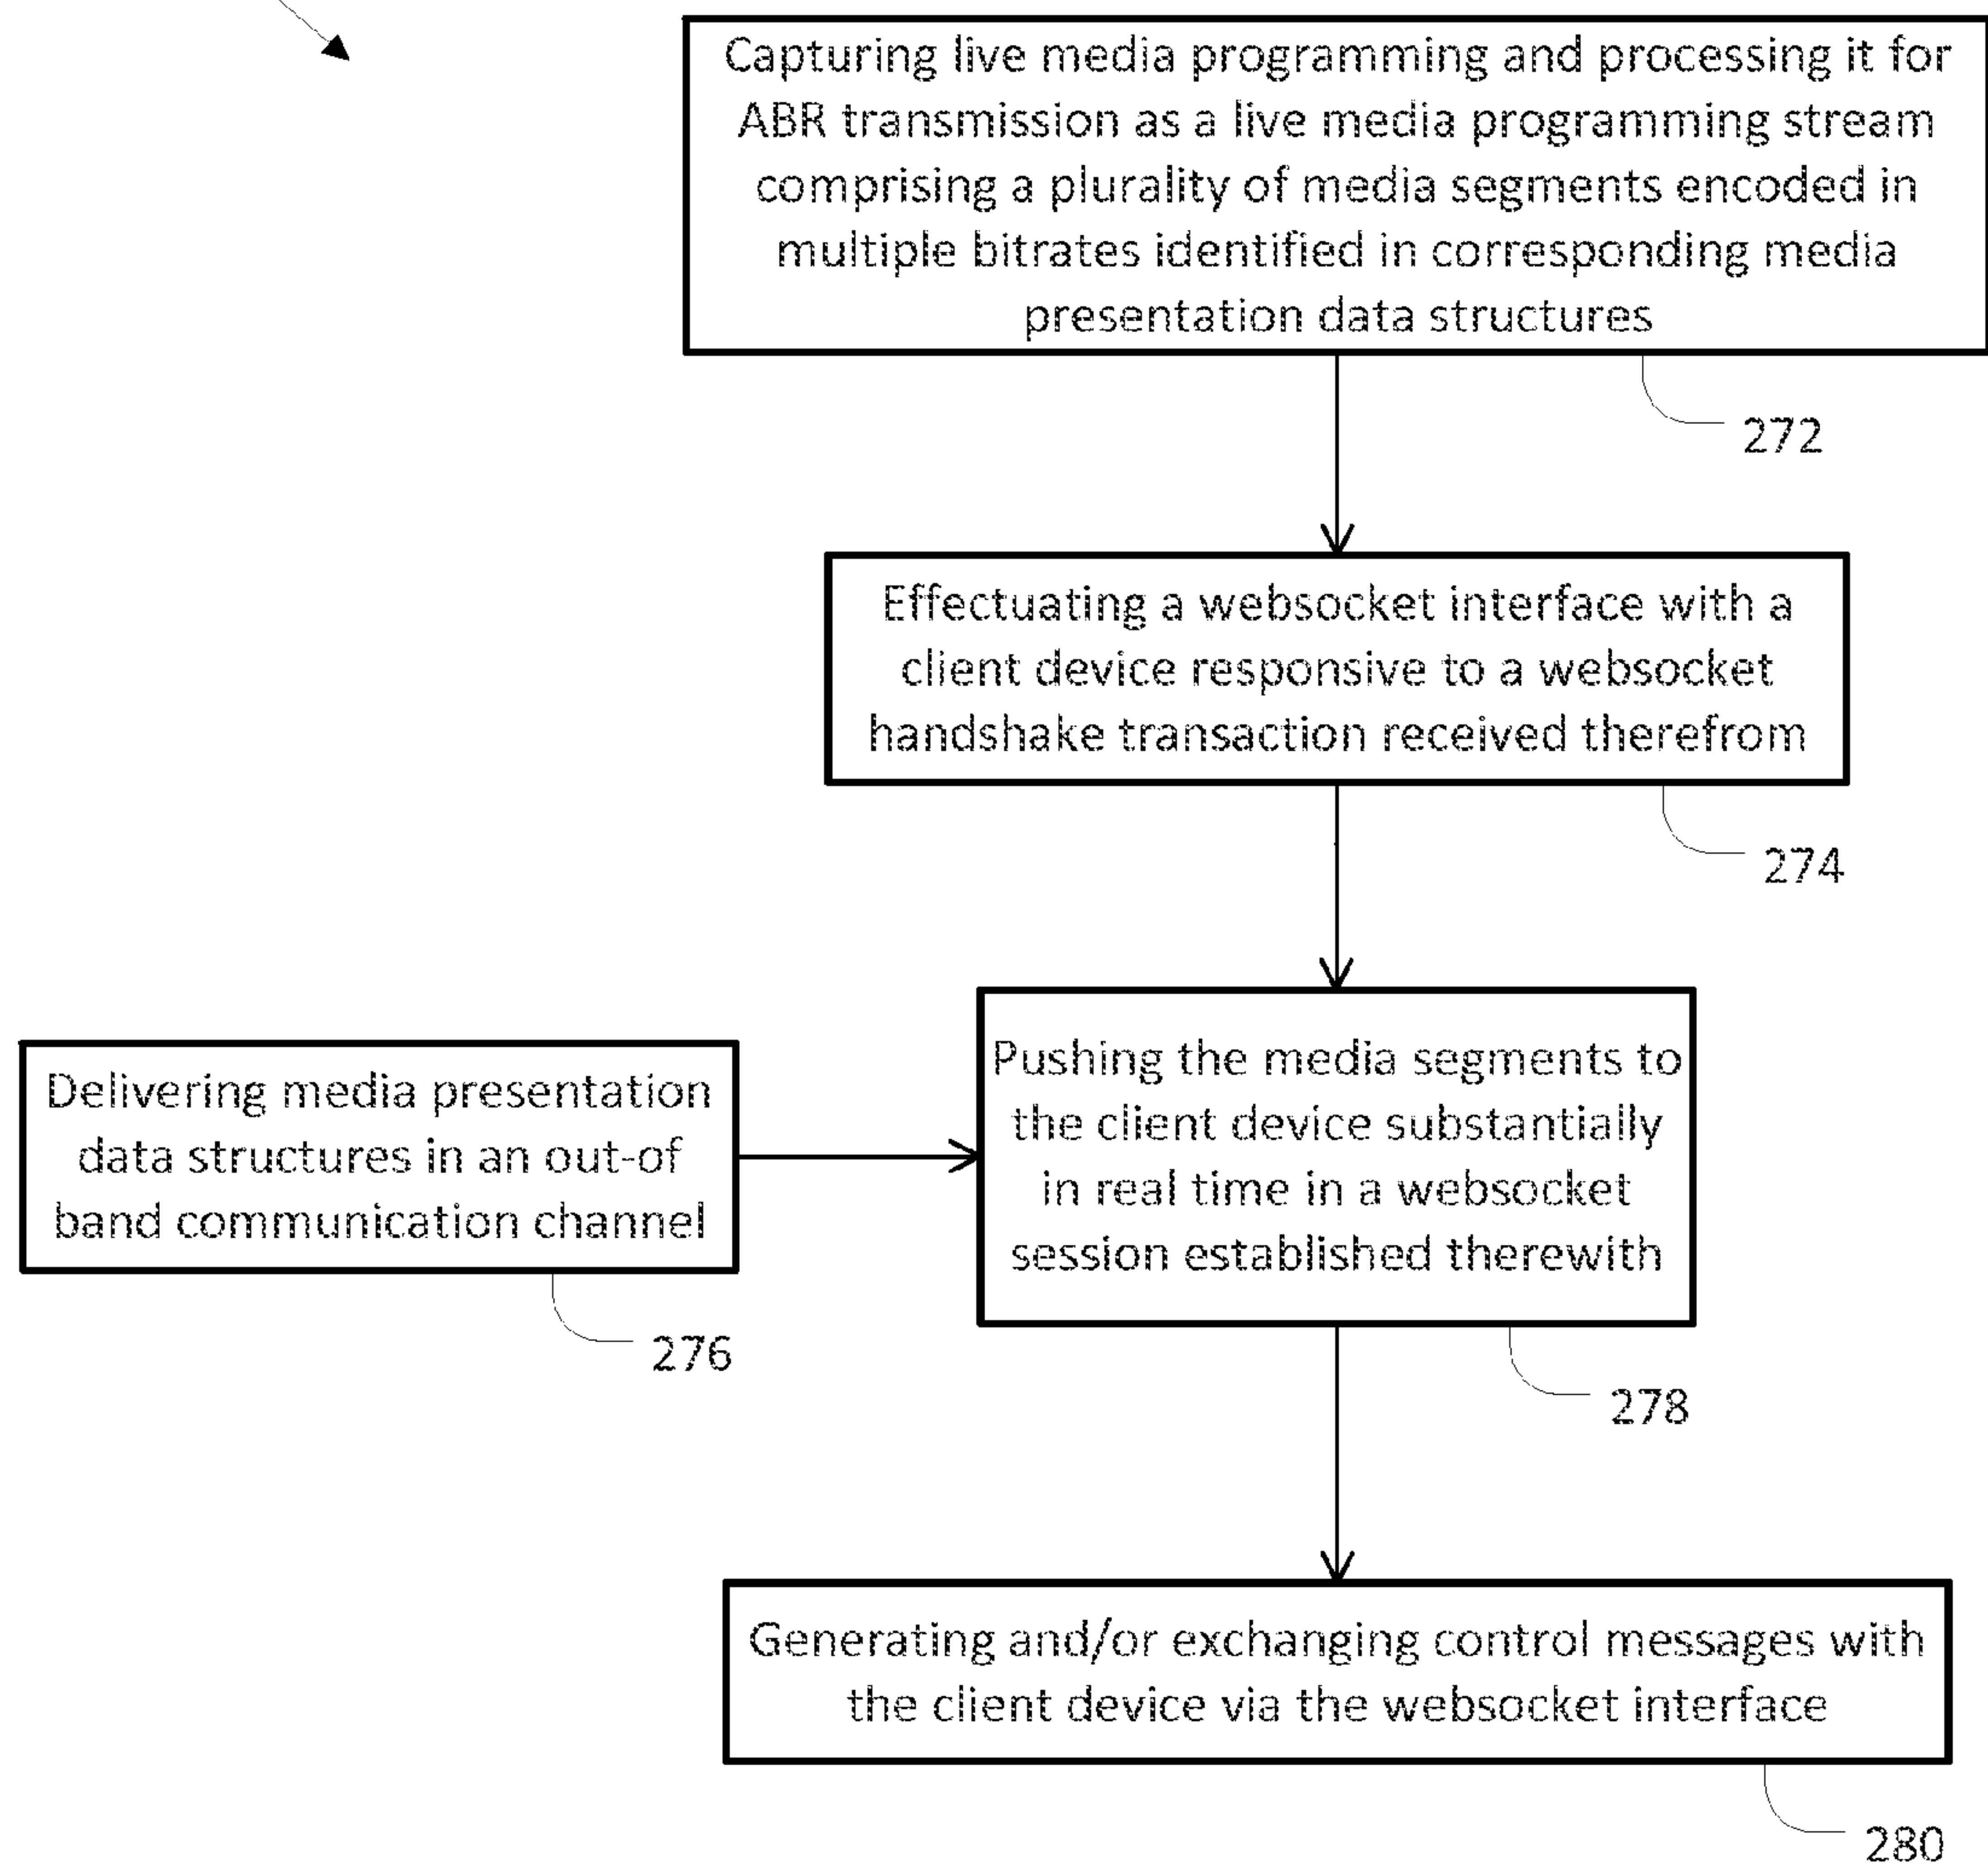 Capturing live media programming and processing it for
ABR transmission as a live media programming stream
comprising a plurality of media segments encoded in
multiple bitrates identified in corresponding media
presentation data structures
272
Effectuating a websocket interface with a
client device responsive to a websocket
handshake transaction received therefrom
274
Delivering media presentation
data structures in an out-of
band communication channel
276
Pushing the media segments to
the client device substantially
in real time in a websocket
session established therewith
278
Generating and/or exchanging control messages with
the client device via the websocket interface
280